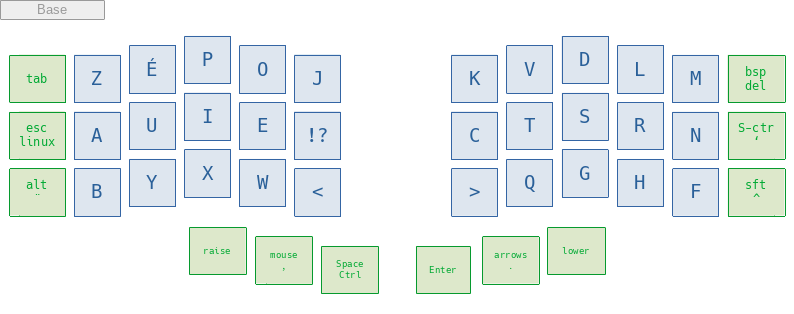 Base
tab Z É P O J K V D L M bsp
del
esc
linux A U I E !? C T S R N S-ctr
‘
alt
¨ B Y X W < > Q G H F sft
^
raise mouse
, Space
Ctrl Enter arrows
. lower